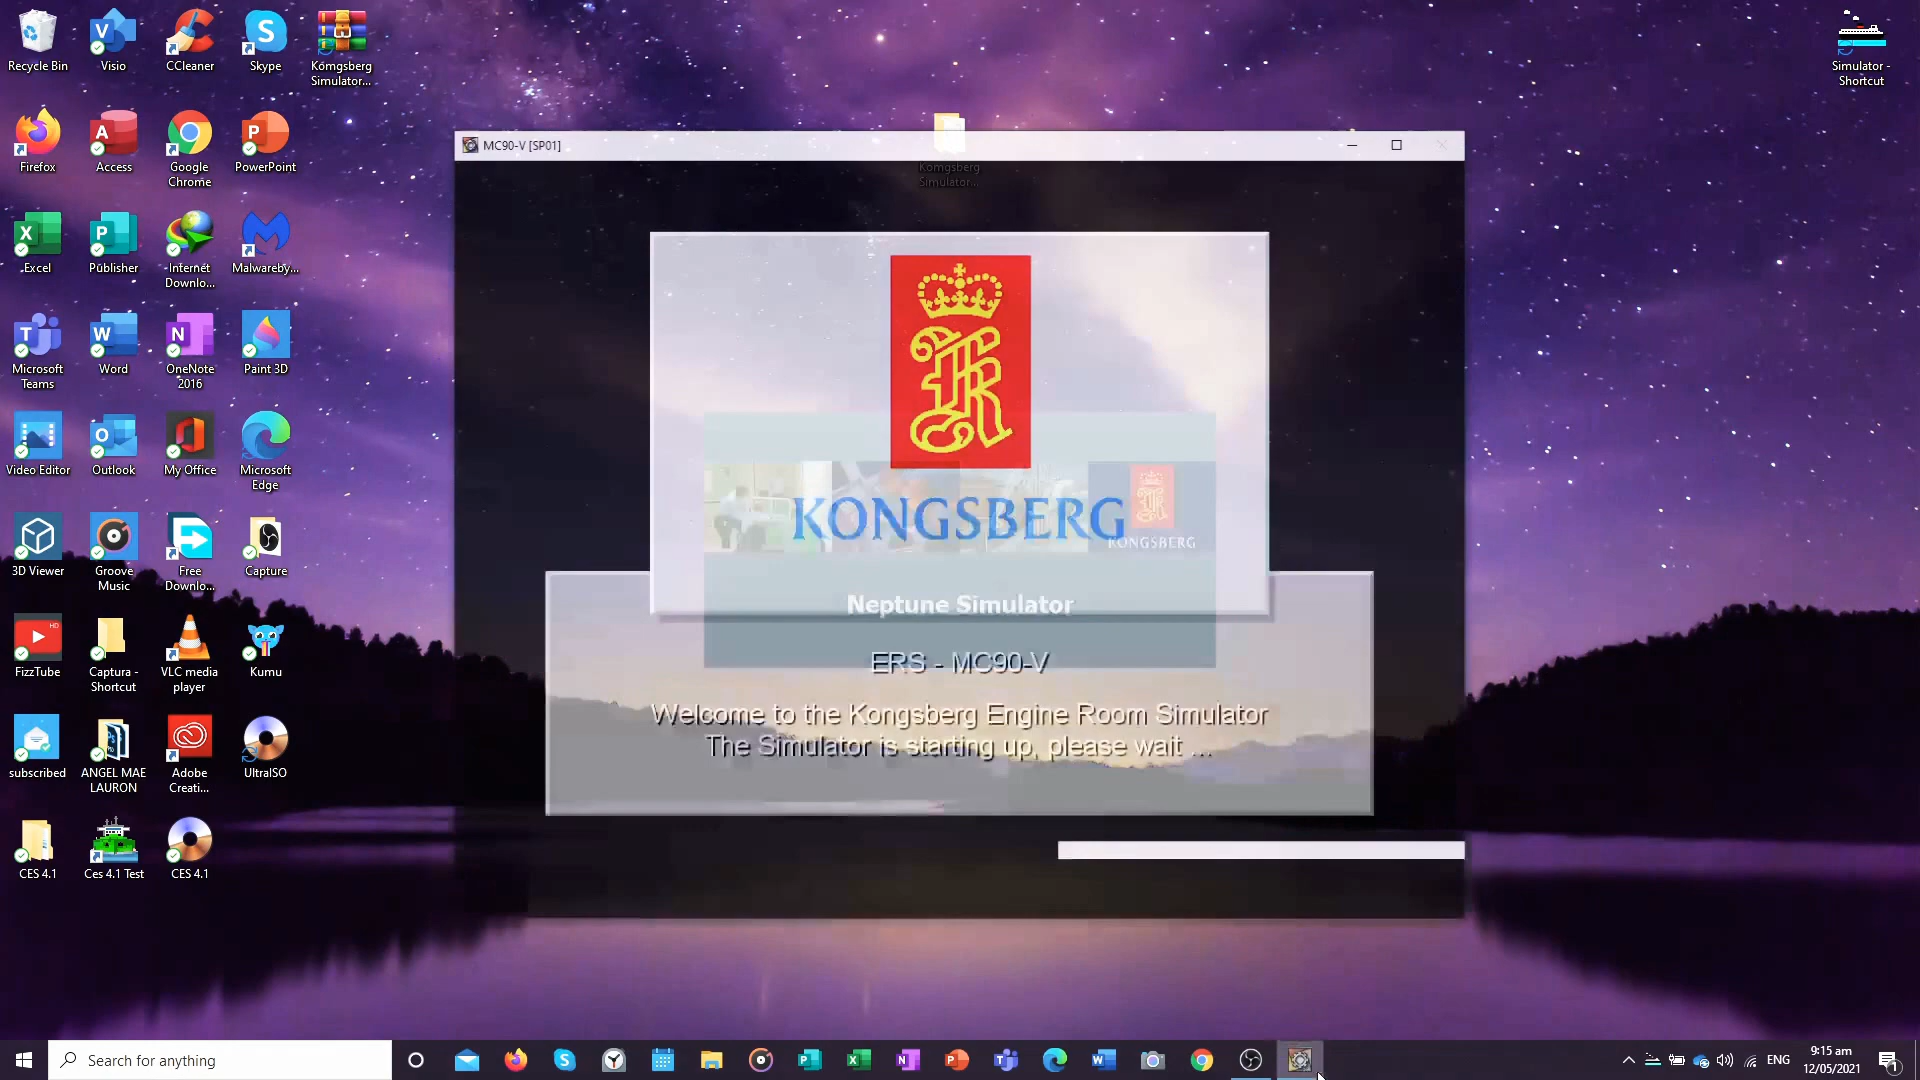 Recycle Bin
Visio
CCleaner
Skype
Komgsberg
Simulator...
Simulator -
Shortcut
Firefox
Access
Google
Chrome
PowerPoint
MC90-V [SP01]
Komgsberg
Simulator...
Excel
Publisher
Internet
Downlo...
Malwareby...
Microsoft
Teams
Word
OneNote
2016
Paint 3D
Video Editor
Outlook
My Office
Microsoft
Edge
KONGSBERG
KONGSBERG
3D Viewer
Groove
Music
Free
Downlo...
Capture
Neptune Simulator
ERS - MC90-V
Welcome to the Kongsberg Engine Room Simulator
The Simulator is starting up, please wait ...
FizzTube
HD
Captura -
Shortcut
VLC media
player
Kumu
subscribed
ANGEL MAE
LAURON
Adobe
Creati...
UltraISO
CES 4.1
Ces 4.1 Test
CES 4.1
Search for anything
ENG
9:15 am
12/05/2021
1